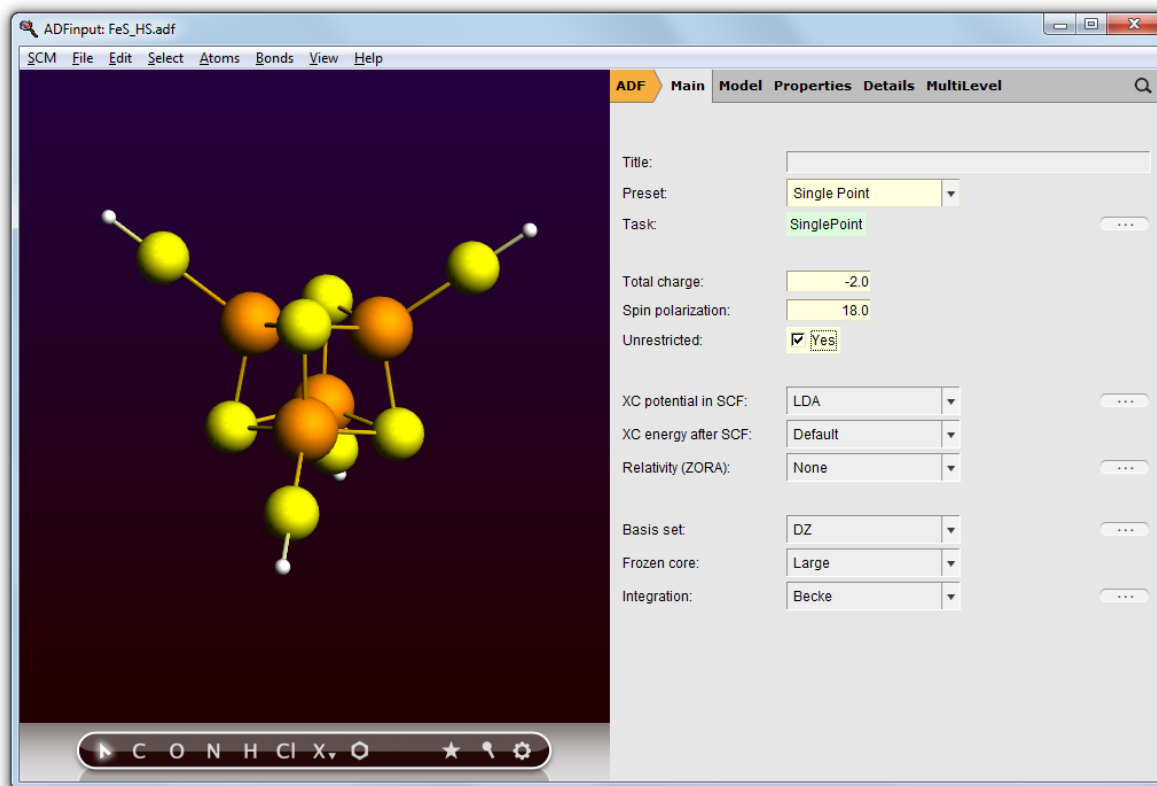 ADFinput: FeS_HS.adf
SCM File Edit Select Atoms Bonds View Help
ADF Main Model Properties Details MultiLevel
Title:
Preset: Single Point
Task: SinglePoint
Total charge: -2.0
Spin polarization: 18.0
Unrestricted: Yes
XC potential in SCF: LDA
XC energy after SCF: Default
Relativity (ZORA): None
Basis set: DZ
Frozen core: Large
Integration: Becke
C O N H Cl X